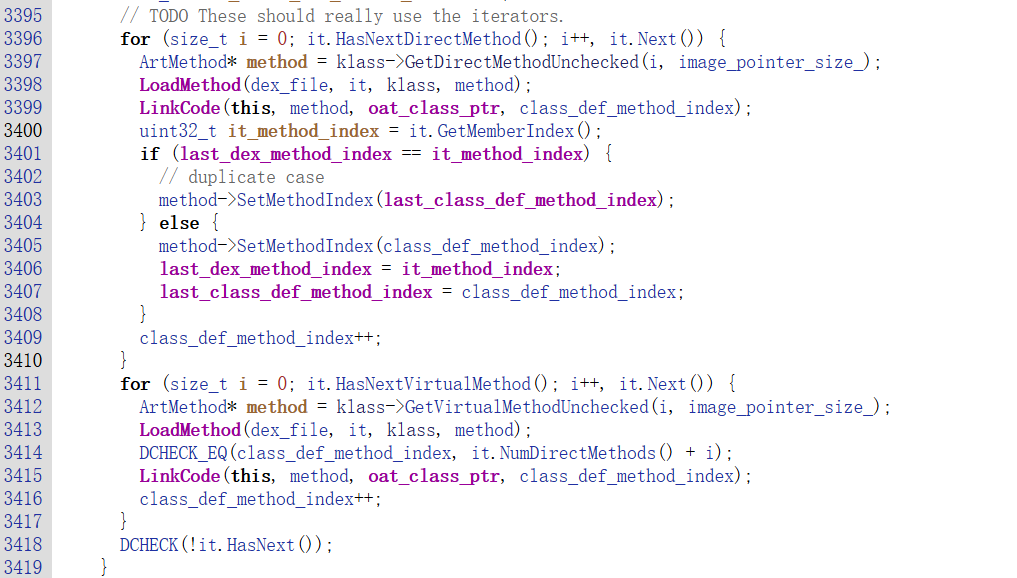 3395 // TODO These should really use the iterators.
3396 for (size_t i = 0; it.HasNextDirectMethod(); i++, it.Next()) {
3397 ArtMethod* method = klass->GetDirectMethodUnchecked(i, image_pointer_size_);
3398 LoadMethod(dex_file, it, klass, method);
3399 LinkCode(this, method, oat_class_ptr, class_def_method_index);
3400 uint32_t it_method_index = it.GetMemberIndex();
3401 if (last_dex_method_index == it_method_index) {
3402 // duplicate case
3403 method->SetMethodIndex(last_class_def_method_index);
3404 } else {
3405 method->SetMethodIndex(class_def_method_index);
3406 last_dex_method_index = it_method_index;
3407 last_class_def_method_index = class_def_method_index;
3408 }
3409 class_def_method_index++;
3410 }
3411 for (size_t i = 0; it.HasNextVirtualMethod(); i++, it.Next()) {
3412 ArtMethod* method = klass->GetVirtualMethodUnchecked(i, image_pointer_size_);
3413 LoadMethod(dex_file, it, klass, method);
3414 DCHECK_EQ(class_def_method_index, it.NumDirectMethods() + i);
3415 LinkCode(this, method, oat_class_ptr, class_def_method_index);
3416 class_def_method_index++;
3417 }
3418 DCHECK(!it.HasNext());
3419 }